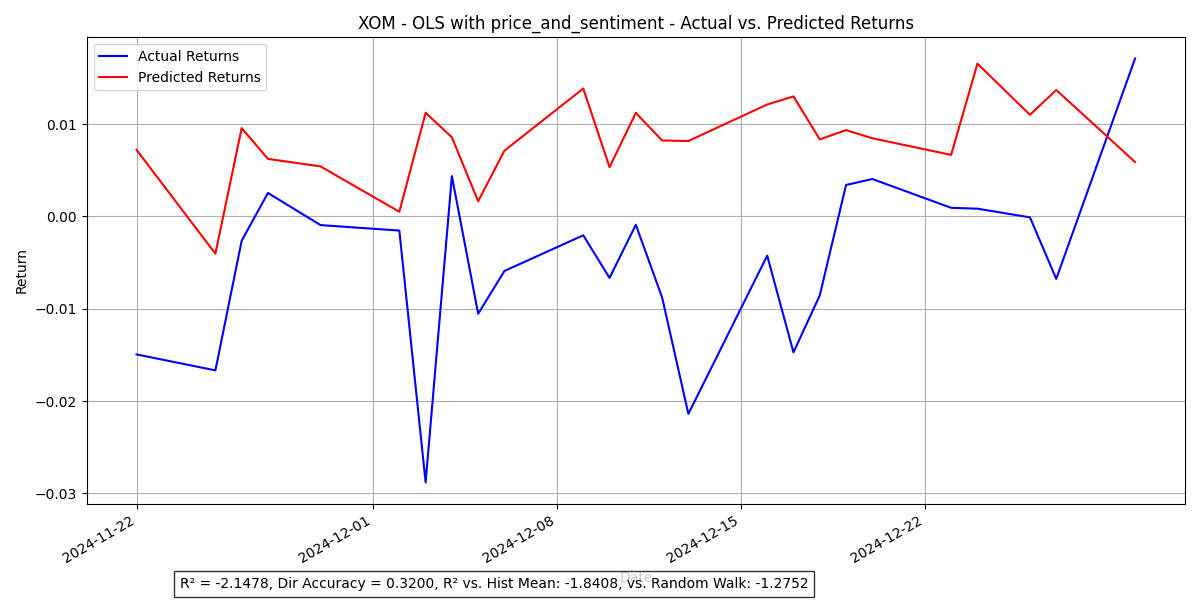 XOM - OLS with price_and_sentiment - Actual vs. Predicted Returns
Actual Returns
Predicted Returns
Return
0.01
0.00
−0.01
−0.02
−0.03
2024-11-22
2024-12-01
2024-12-08
2024-12-15
2024-12-22
Date
R² = -2.1478, Dir Accuracy = 0.3200, R² vs. Hist Mean: -1.8408, vs. Random Walk: -1.2752